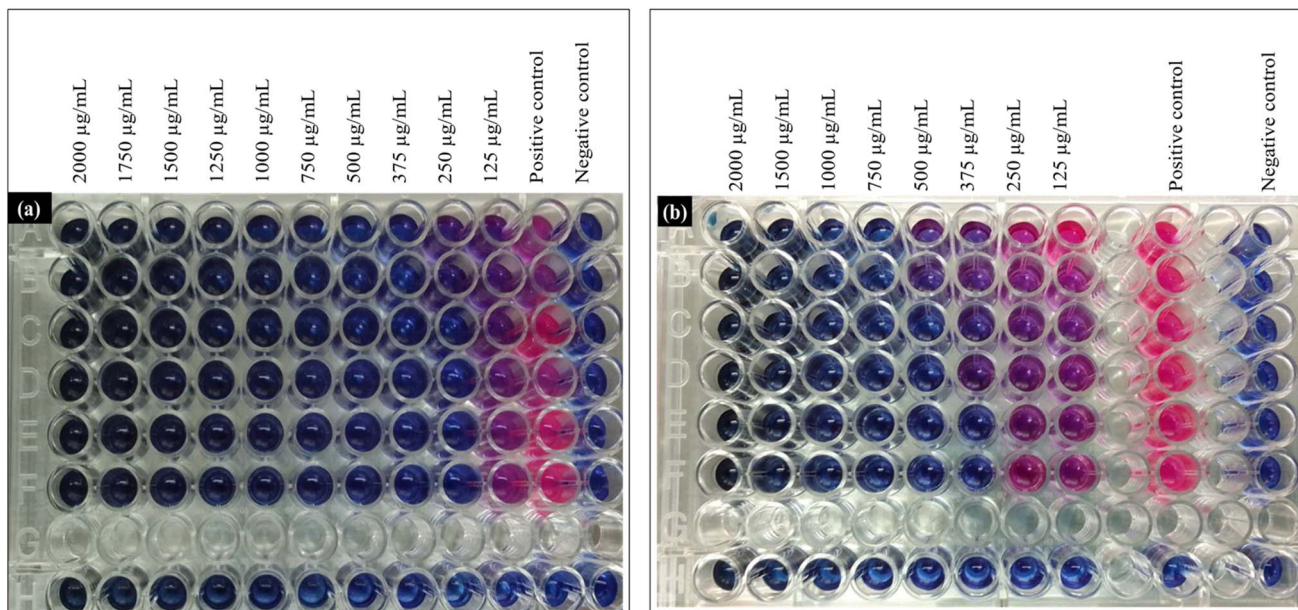 2000 µg/mL
1750 µg/mL
1500 µg/mL
1250 µg/mL
1000 µg/mL
750 µg/mL
500 µg/mL
375 µg/mL
250 µg/mL
125 µg/mL
Positive control
Negative control
(a)
A
B
C
D
E
F
G
H
2000 µg/mL
1500 µg/mL
1000 µg/mL
750 µg/mL
500 µg/mL
375 µg/mL
250 µg/mL
125 µg/mL
Positive control
Negative control
(b)
A
B
C
D
E
F
G
H